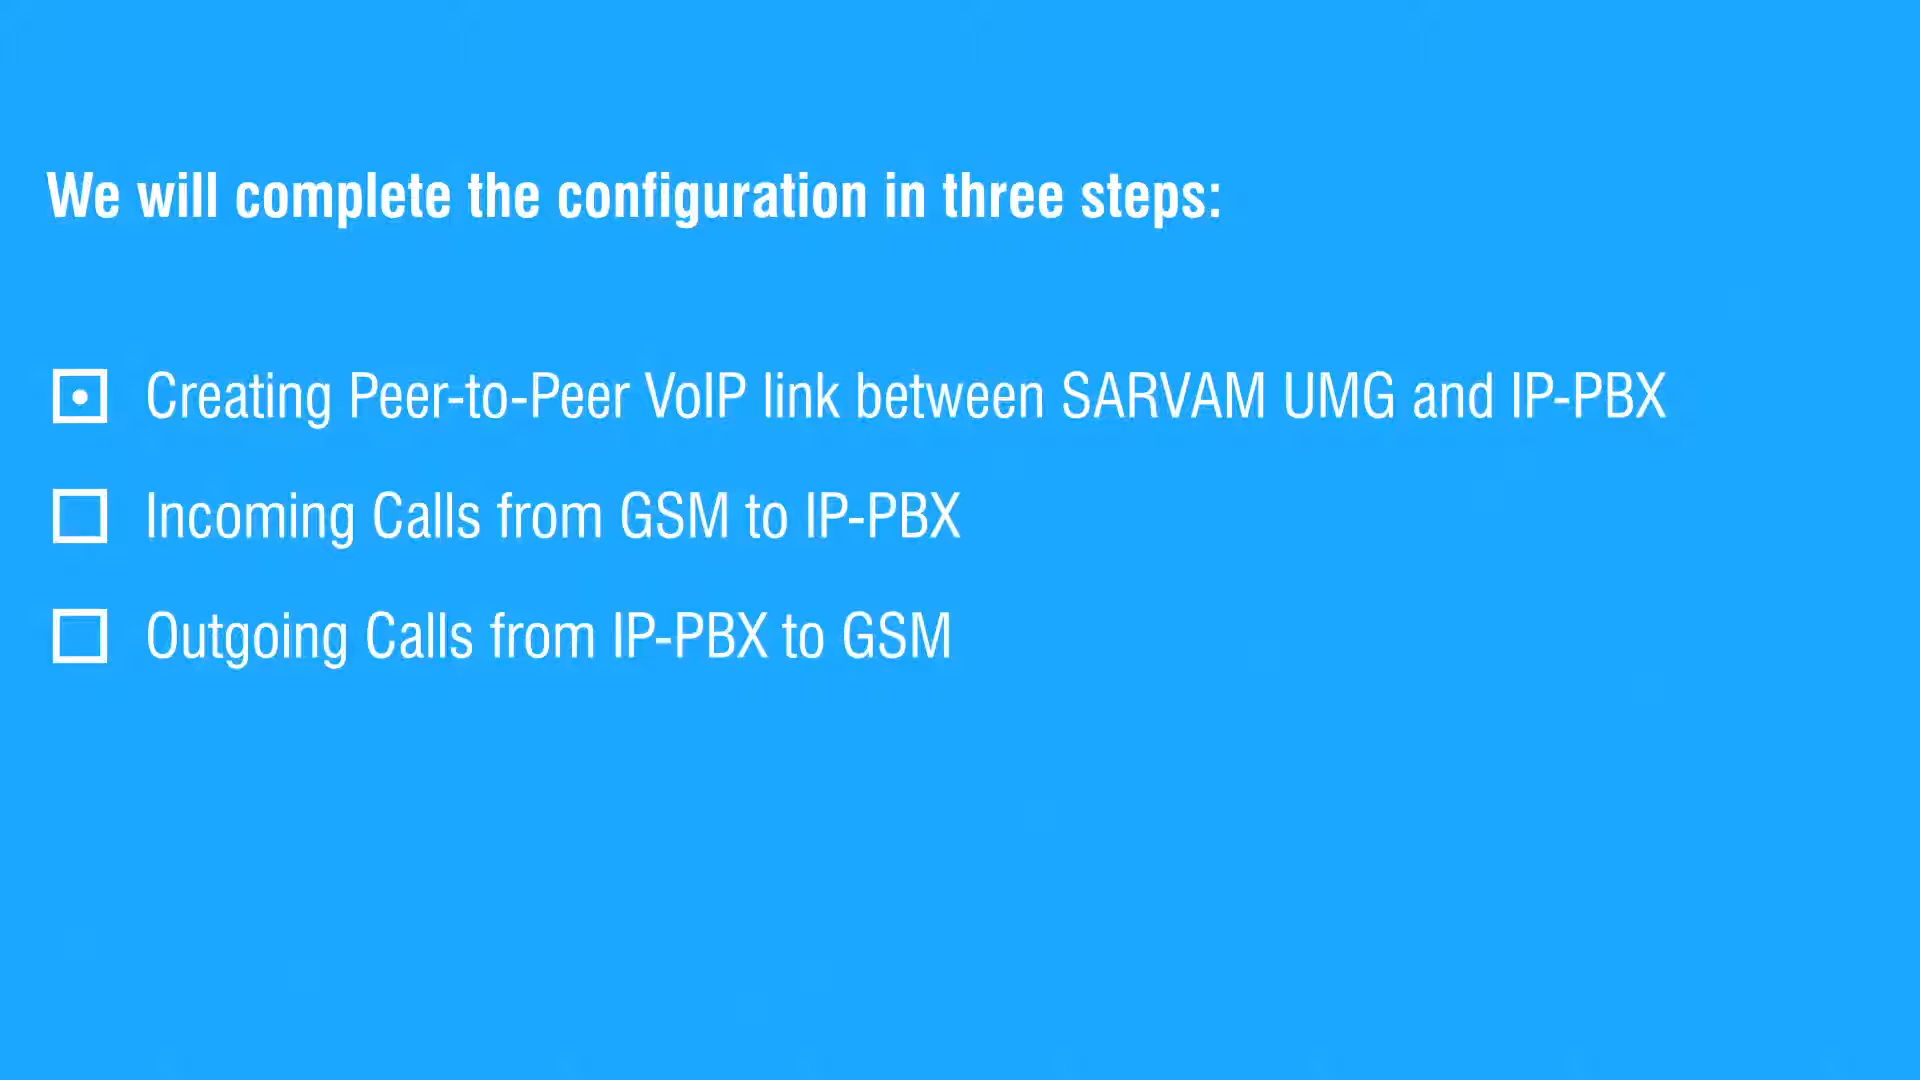 We will complete the configuration in three steps:
Creating Peer-to-Peer VoIP link between SARVAM UMG and IP-PBX
Incoming Calls from GSM to IP-PBX
Outgoing Calls from IP-PBX to GSM